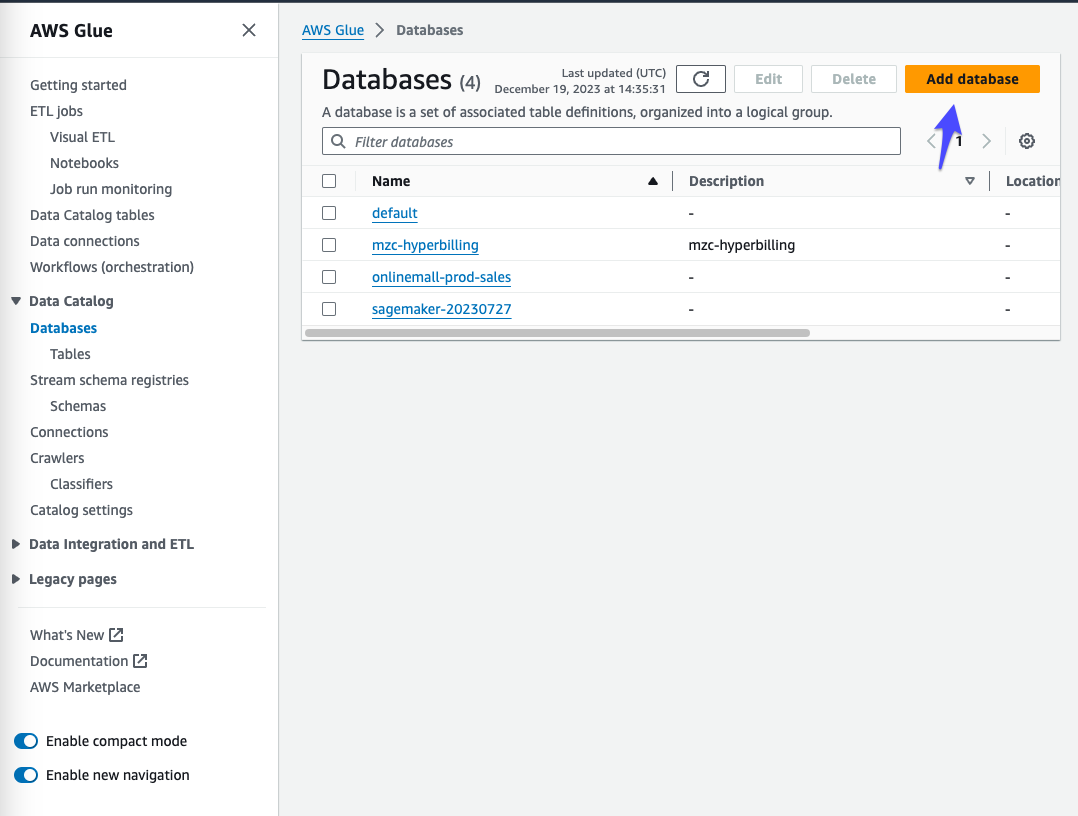 AWS Glue
Getting started
ETL jobs
Visual ETL
Notebooks
Job run monitoring
Data Catalog tables
Data connections
Workflows (orchestration)
Data Catalog
Databases
Tables
Stream schema registries
Schemas
Connections
Crawlers
Classifiers
Catalog settings
Data Integration and ETL
Legacy pages
What's New
Documentation
AWS Marketplace
Enable compact mode
Enable new navigation
AWS Glue > Databases
Databases (4)
Last updated (UTC)
December 19, 2023 at 14:35:31
Edit
Delete
Add database
A database is a set of associated table definitions, organized into a logical group.
Filter databases
1
Name Description Location
default - -
mzc-hyperbilling mzc-hyperbilling -
onlinemall-prod-sales - -
sagemaker-20230727 - -